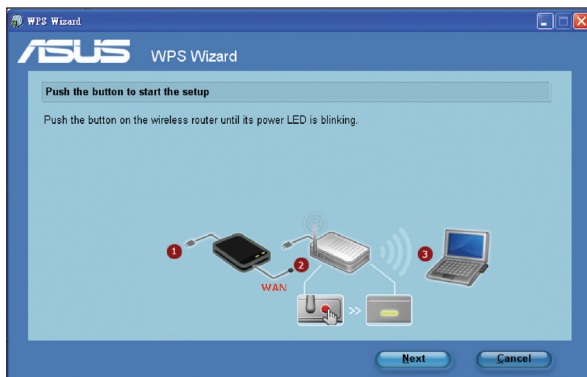 WPS Wizard
ASUS WPS Wizard
Push the button to start the setup
Push the button on the wireless router until its power LED is blinking.
1
2
3
WAN
>>
Next
Cancel